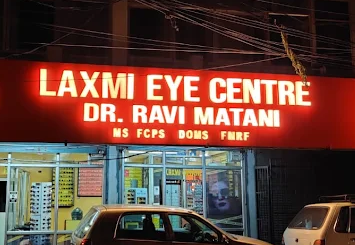 LAXMI EYE CENTRE
DR. RAVI MATANI
MS FCPS DOMS FMRF